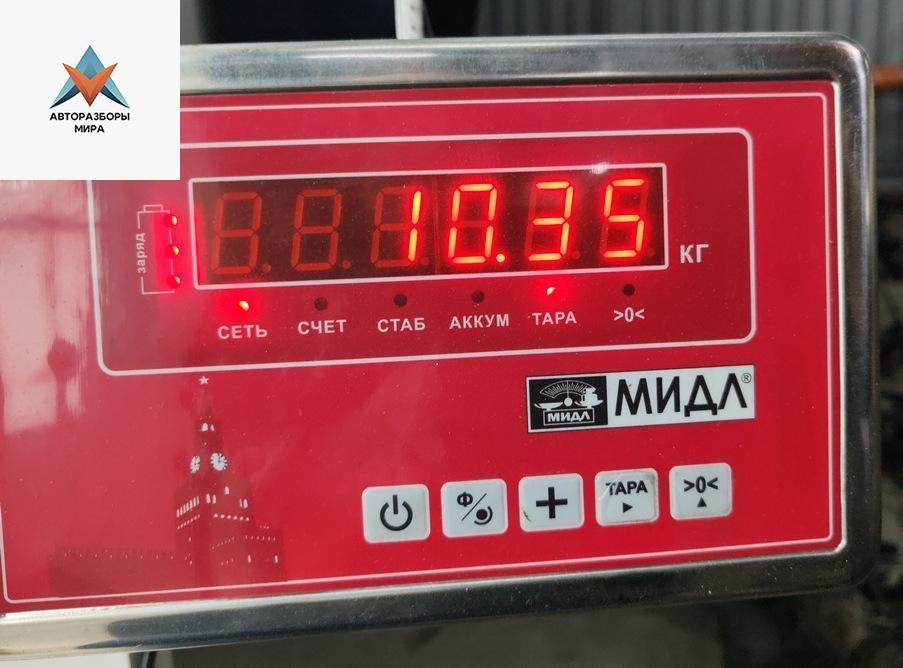 АВТОРАЗБОРЫ
МИРА
10.35
КГ
заряд
СЕТЬ СЧЕТ СТАБ АККУМ ТАРА >0<
МИДЛ МИДЛ®
Ф ТАРА >0<